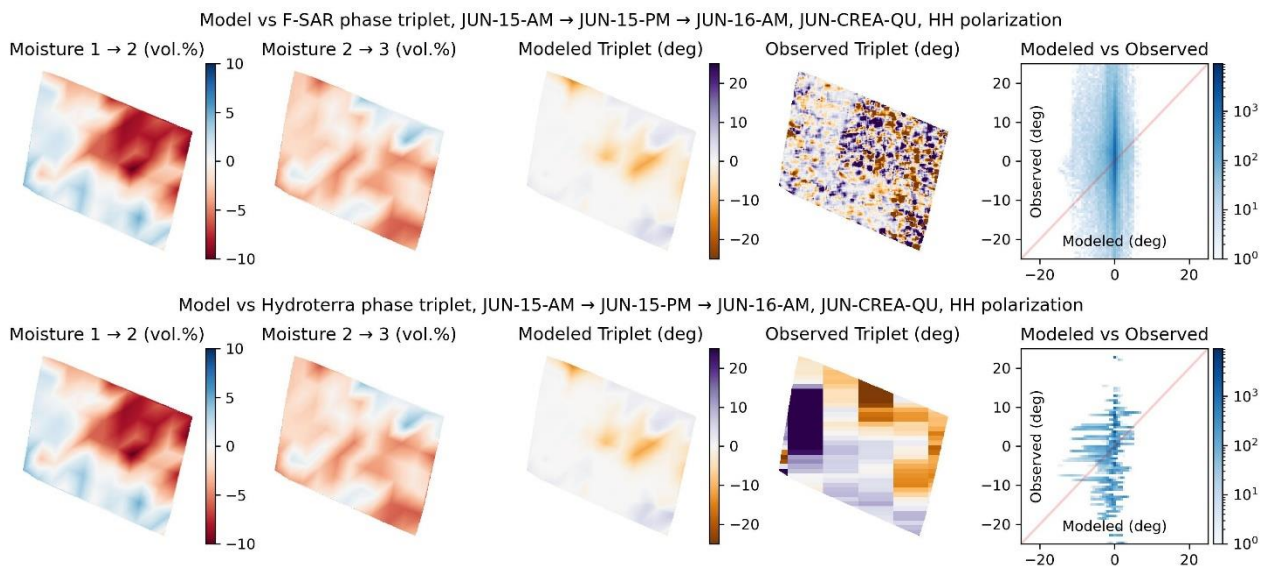 Model vs F-SAR phase triplet, JUN-15-AM → JUN-15-PM → JUN-16-AM, JUN-CREA-QU, HH polarization
Moisture 1 → 2 (vol.%)
Moisture 2 → 3 (vol.%)
Modeled Triplet (deg)
Observed Triplet (deg)
Modeled vs Observed
10
5
0
−5
−10
20
10
0
−10
−20
20
10
0
−10
−20
Observed (deg)
Modeled (deg)
−20
0
20
10³
10²
10¹
10⁰
Model vs Hydroterra phase triplet, JUN-15-AM → JUN-15-PM → JUN-16-AM, JUN-CREA-QU, HH polarization
Moisture 1 → 2 (vol.%)
Moisture 2 → 3 (vol.%)
Modeled Triplet (deg)
Observed Triplet (deg)
Modeled vs Observed
10
5
0
−5
−10
20
10
0
−10
−20
20
10
0
−10
−20
Observed (deg)
Modeled (deg)
−20
0
20
10³
10²
10¹
10⁰